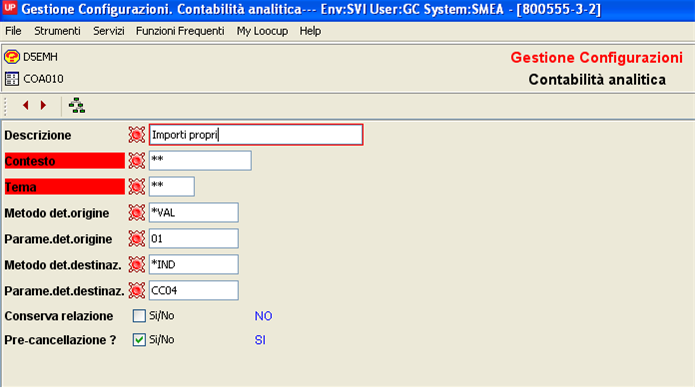 UP Gestione Configurazioni. Contabilità analitica--- Env:SVI User:GC System:SMEA - [800555-3-2]
File Strumenti Servizi Funzioni Frequenti My Loocup Help
D5EMH
Gestione Configurazioni
COA010
Contabilità analitica
Descrizione Importi propri
Contesto **
Tema **
Metodo det.origine *VAL
Parame.det.origine 01
Metodo det.destinaz. *IND
Parame.det.destinaz. CC04
Conserva relazione Si/No NO
Pre-cancellazione ? Si/No SI